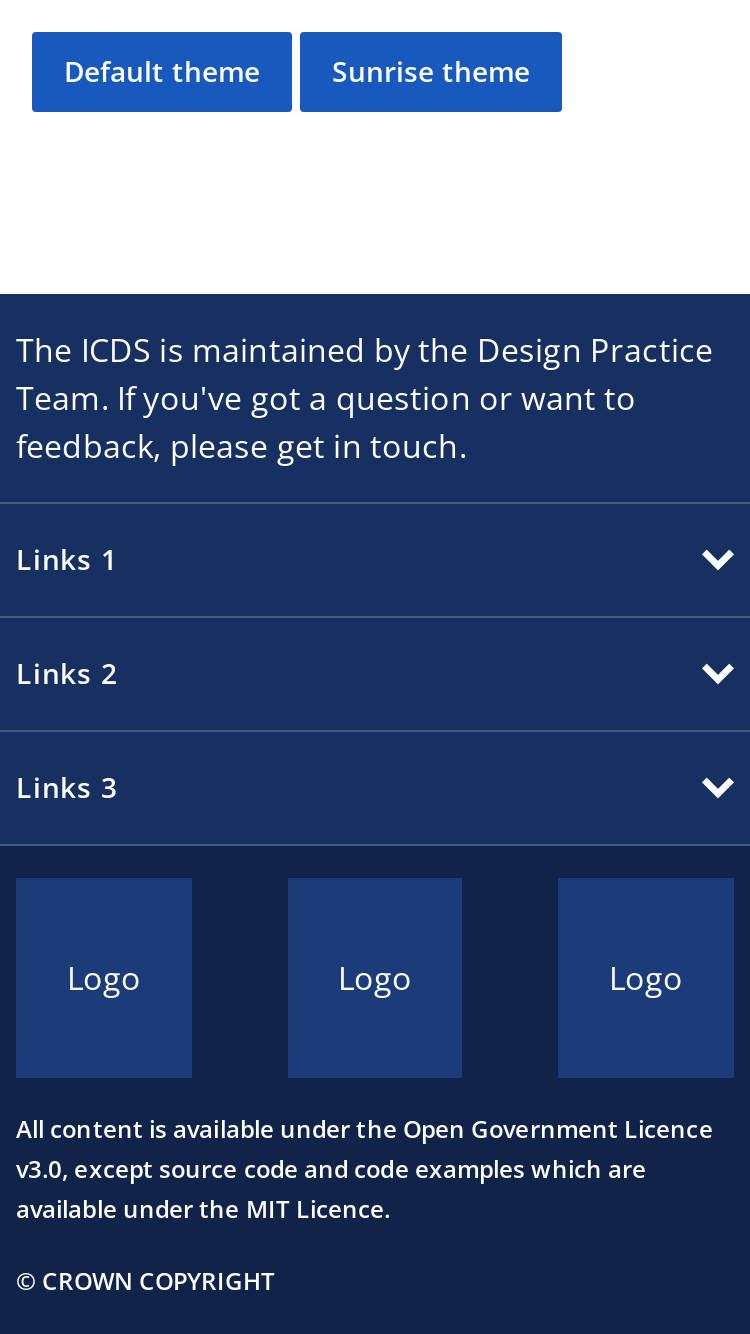 Default theme
Sunrise theme
The ICDS is maintained by the Design Practice
Team. If you've got a question or want to
feedback, please get in touch.
Links 1
Links 2
Links 3
Logo
Logo
Logo
All content is available under the Open Government Licence
v3.0, except source code and code examples which are
available under the MIT Licence.
© CROWN COPYRIGHT